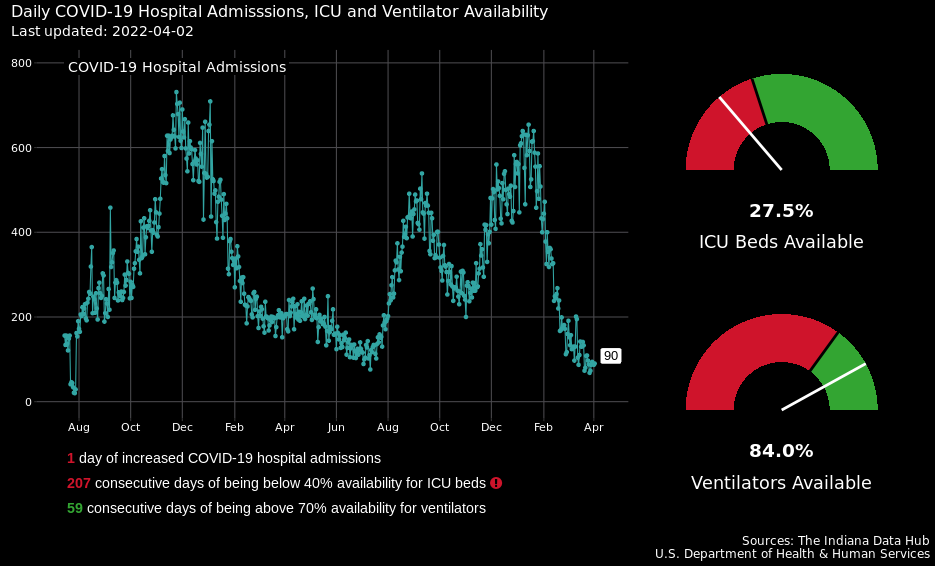 Daily COVID-19 Hospital Admisssions, ICU and Ventilator Availability
Last updated: 2022-04-02
COVID-19 Hospital Admissions
800
600
400
200
0
90
Aug Oct Dec Feb Apr Jun Aug Oct Dec Feb Apr
27.5%
ICU Beds Available
84.0%
Ventilators Available
1 day of increased COVID-19 hospital admissions
207 consecutive days of being below 40% availability for ICU beds
59 consecutive days of being above 70% availability for ventilators
Sources: The Indiana Data Hub
U.S. Department of Health & Human Services